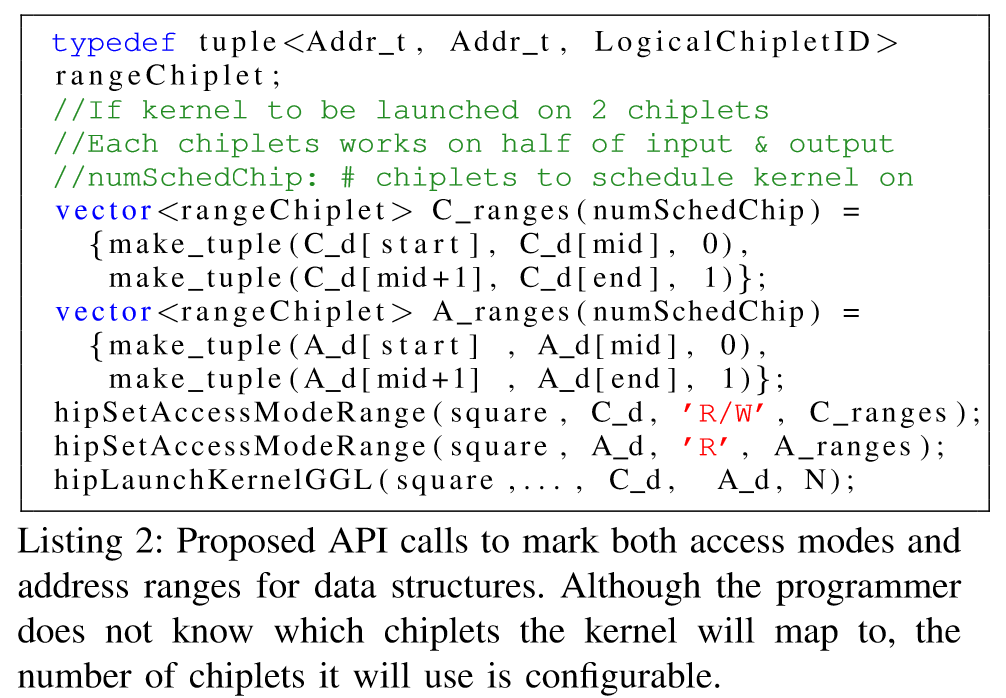 typedef tuple<Addr_t, Addr_t, LogicalChipletID>
rangeChiplet;
//If kernel to be launched on 2 chiplets
//Each chiplets works on half of input & output
//numSchedChip: # chiplets to schedule kernel on
vector<rangeChiplet> C_ranges(numSchedChip) =
{make_tuple(C_d[start], C_d[mid], 0),
make_tuple(C_d[mid+1], C_d[end], 1)};
vector<rangeChiplet> A_ranges(numSchedChip) =
{make_tuple(A_d[start] , A_d[mid], 0),
make_tuple(A_d[mid+1] , A_d[end], 1)};
hipSetAccessModeRange(square, C_d, 'R/W', C_ranges);
hipSetAccessModeRange(square, A_d, 'R', A_ranges);
hipLaunchKernelGGL(square,..., C_d, A_d, N);
Listing 2: Proposed API calls to mark both access modes and
address ranges for data structures. Although the programmer
does not know which chiplets the kernel will map to, the
number of chiplets it will use is configurable.